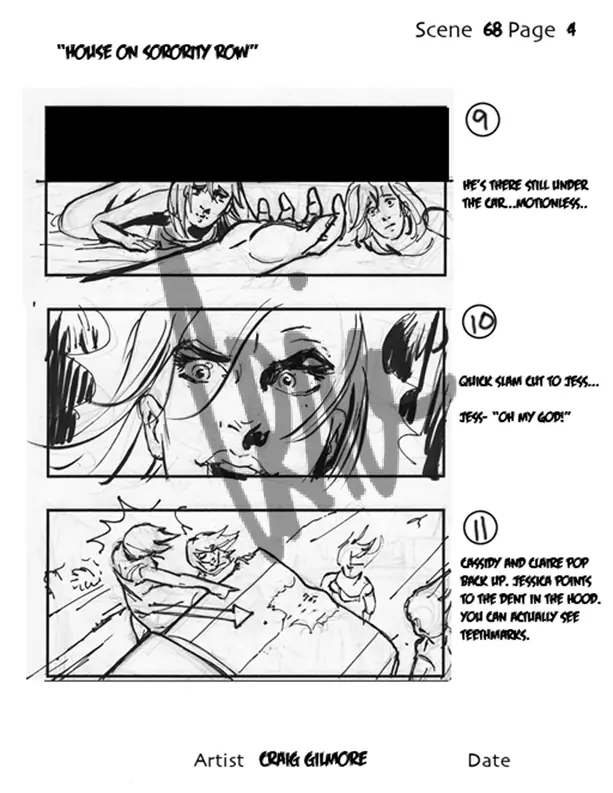 Scene 68 Page 4
"HOUSE ON SORORITY ROW"
9
HE'S THERE STILL UNDER
THE CAR...MOTIONLESS..
10
QUICK SLAM CUT TO JESS...
JESS- "OH MY GOD!"
11
CASSIDY AND CLAIRE POP
BACK UP. JESSICA POINTS
TO THE DENT IN THE HOOD.
YOU CAN ACTUALLY SEE
TEETHMARKS.
Artist CRAIG GILMORE Date